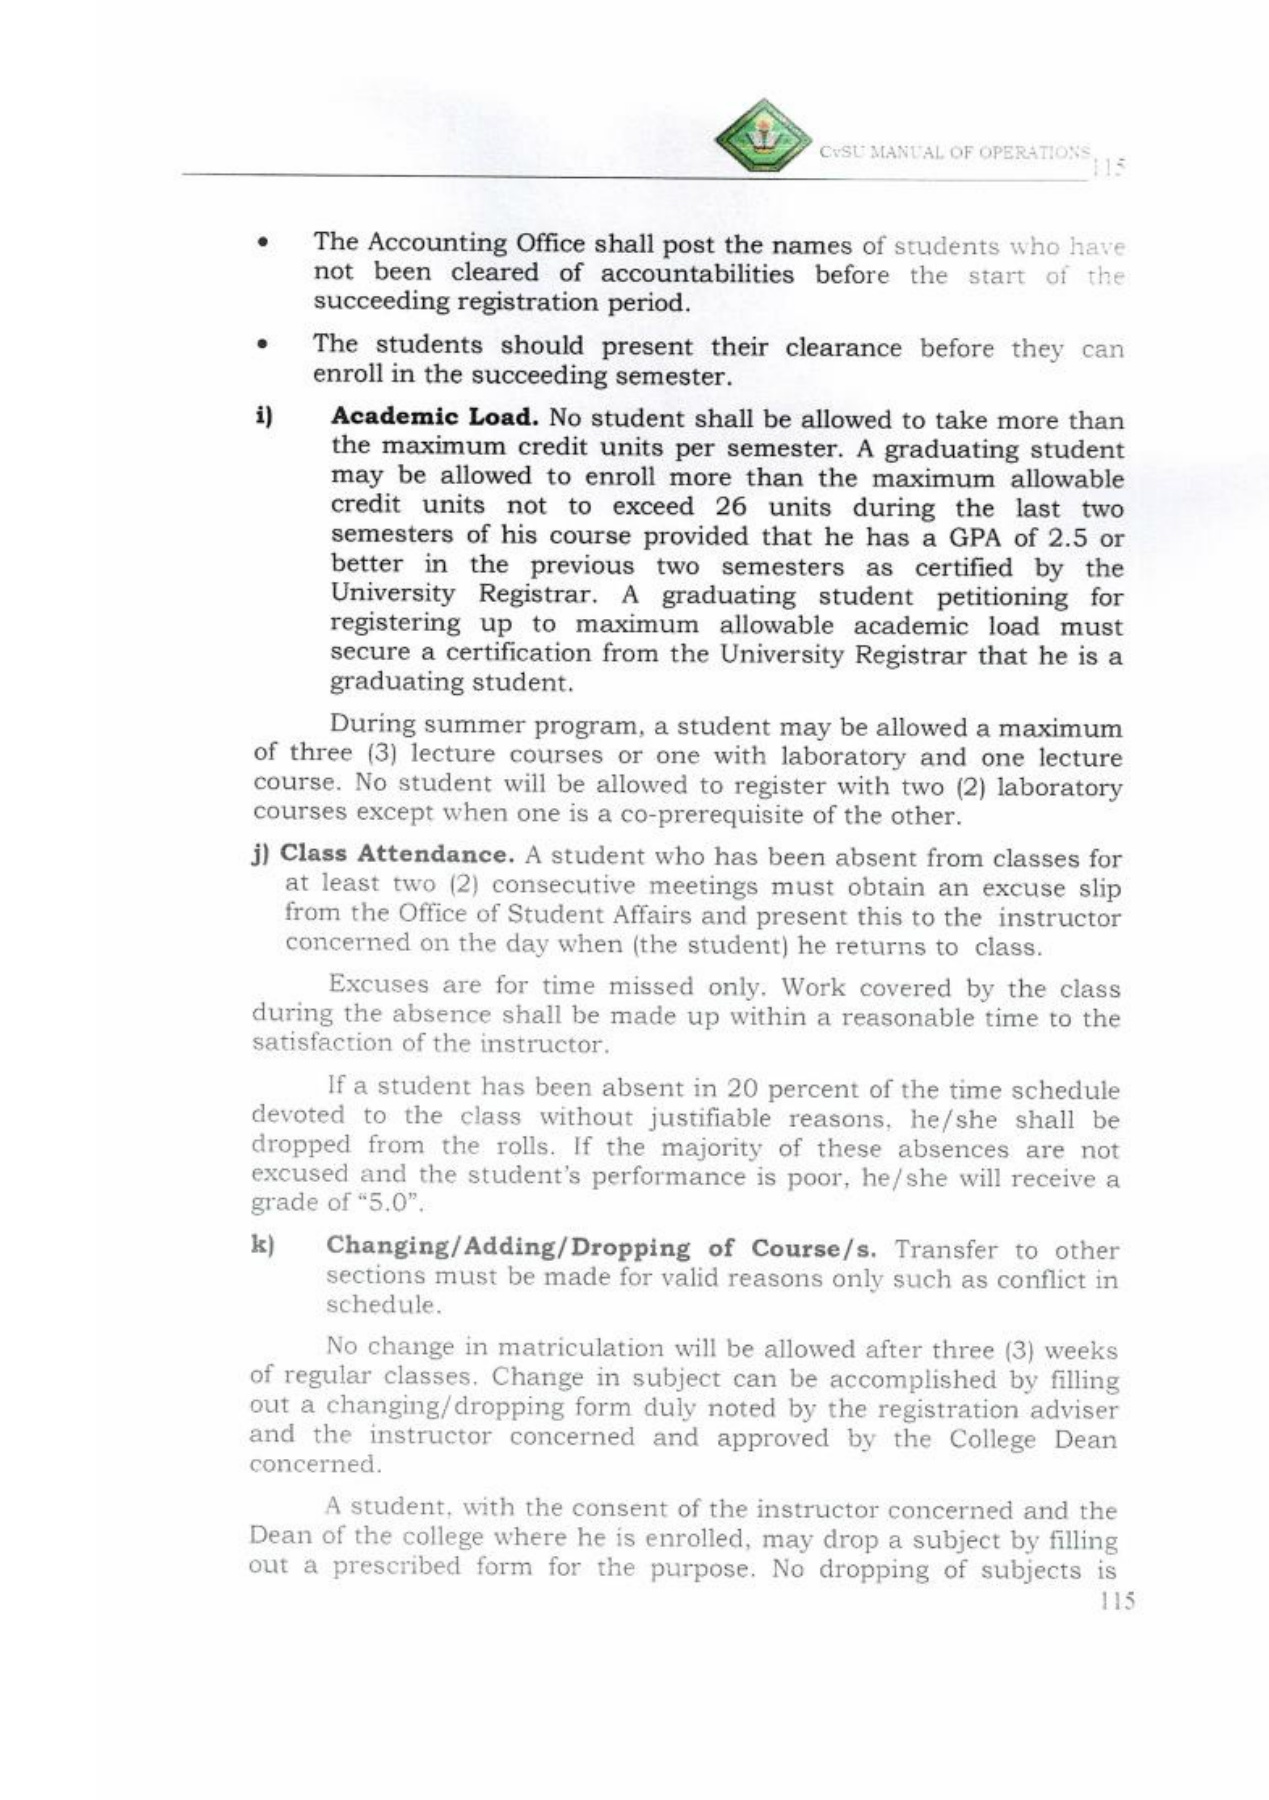 CvSU MANUAL OF OPERATIONS
115
• The Accounting Office shall post the names of students who have
not been cleared of accountabilities before the start of the
succeeding registration period.
• The students should present their clearance before they can
enroll in the succeeding semester.
i) Academic Load. No student shall be allowed to take more than
the maximum credit units per semester. A graduating student
may be allowed to enroll more than the maximum allowable
credit units not to exceed 26 units during the last two
semesters of his course provided that he has a GPA of 2.5 or
better in the previous two semesters as certified by the
University Registrar. A graduating student petitioning for
registering up to maximum allowable academic load must
secure a certification from the University Registrar that he is a
graduating student.
During summer program, a student may be allowed a maximum
of three (3) lecture courses or one with laboratory and one lecture
course. No student will be allowed to register with two (2) laboratory
courses except when one is a co-prerequisite of the other.
j) Class Attendance. A student who has been absent from classes for
at least two (2) consecutive meetings must obtain an excuse slip
from the Office of Student Affairs and present this to the instructor
concerned on the day when (the student) he returns to class.
Excuses are for time missed only. Work covered by the class
during the absence shall be made up within a reasonable time to the
satisfaction of the instructor.
If a student has been absent in 20 percent of the time schedule
devoted to the class without justifiable reasons, he/she shall be
dropped from the rolls. If the majority of these absences are not
excused and the student's performance is poor, he/she will receive a
grade of "5.0".
k) Changing/Adding/Dropping of Course/s. Transfer to other
sections must be made for valid reasons only such as conflict in
schedule.
No change in matriculation will be allowed after three (3) weeks
of regular classes. Change in subject can be accomplished by filling
out a changing/dropping form duly noted by the registration adviser
and the instructor concerned and approved by the College Dean
concerned.
A student, with the consent of the instructor concerned and the
Dean of the college where he is enrolled, may drop a subject by filling
out a prescribed form for the purpose. No dropping of subjects is
115